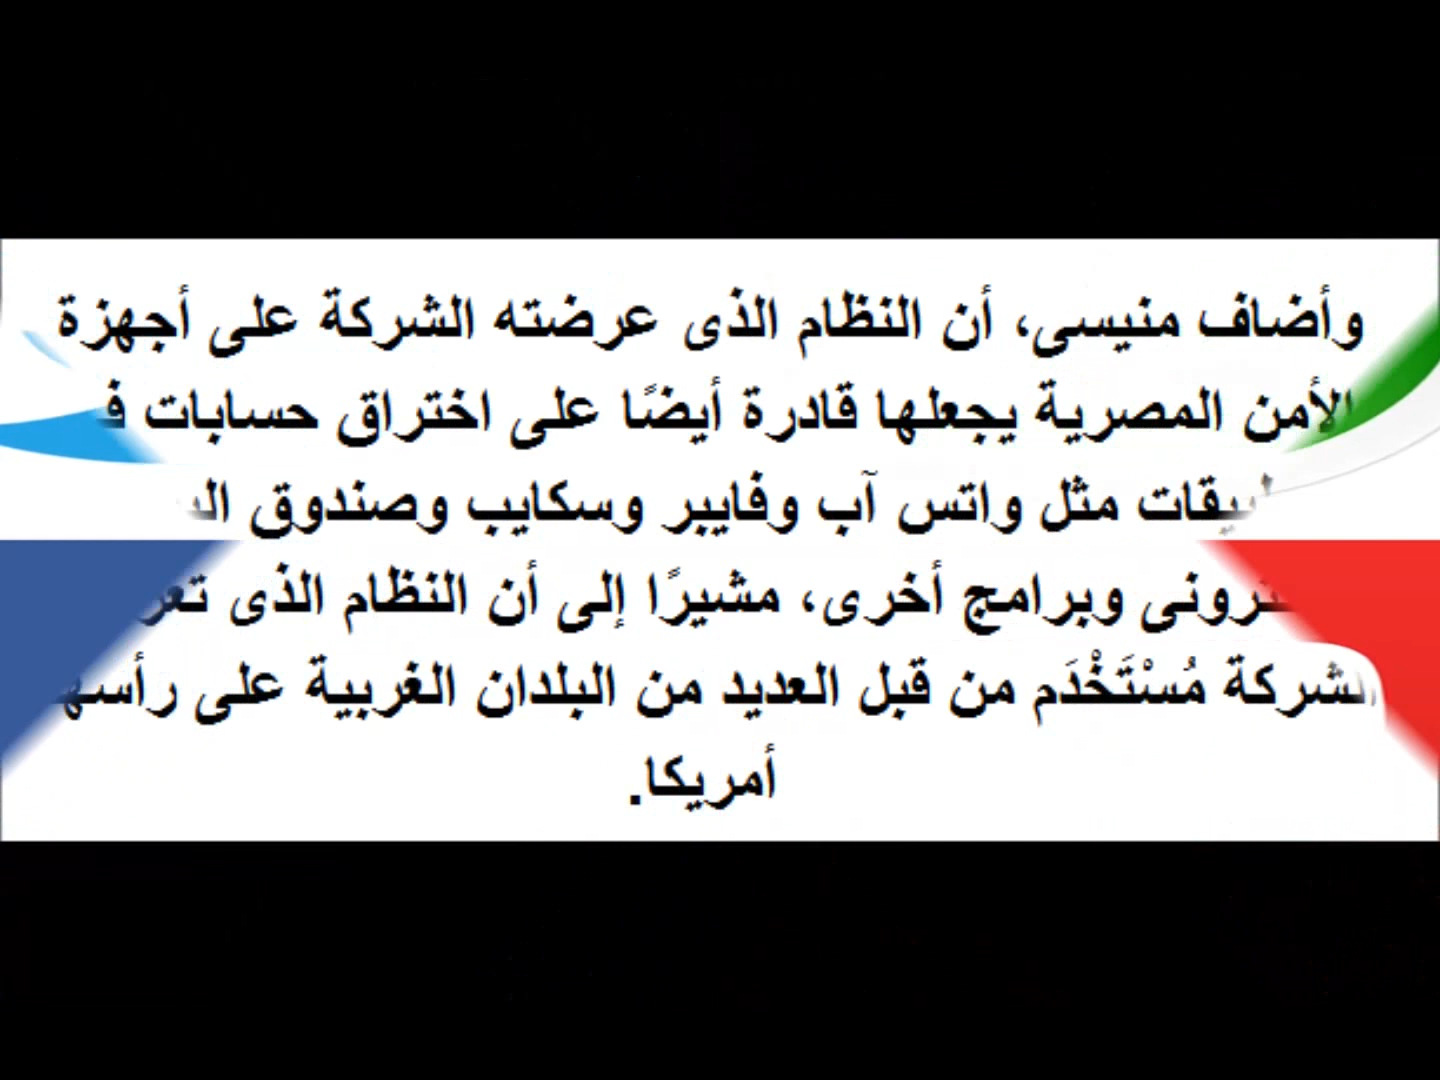 وأضاف منيسى، أن النظام الذى عرضته الشركة على أجهزة
الأمن المصرية يجعلها قادرة أيضًا على اختراق حسابات
مثل واتس آب وفايبر وسكايب وصندوق
وبرامج أخرى، مشيرًا إلى أن النظام الذى
الشركة مُسْتَخْدَم من قبل العديد من البلدان الغربية على رأسها
أمريكا.